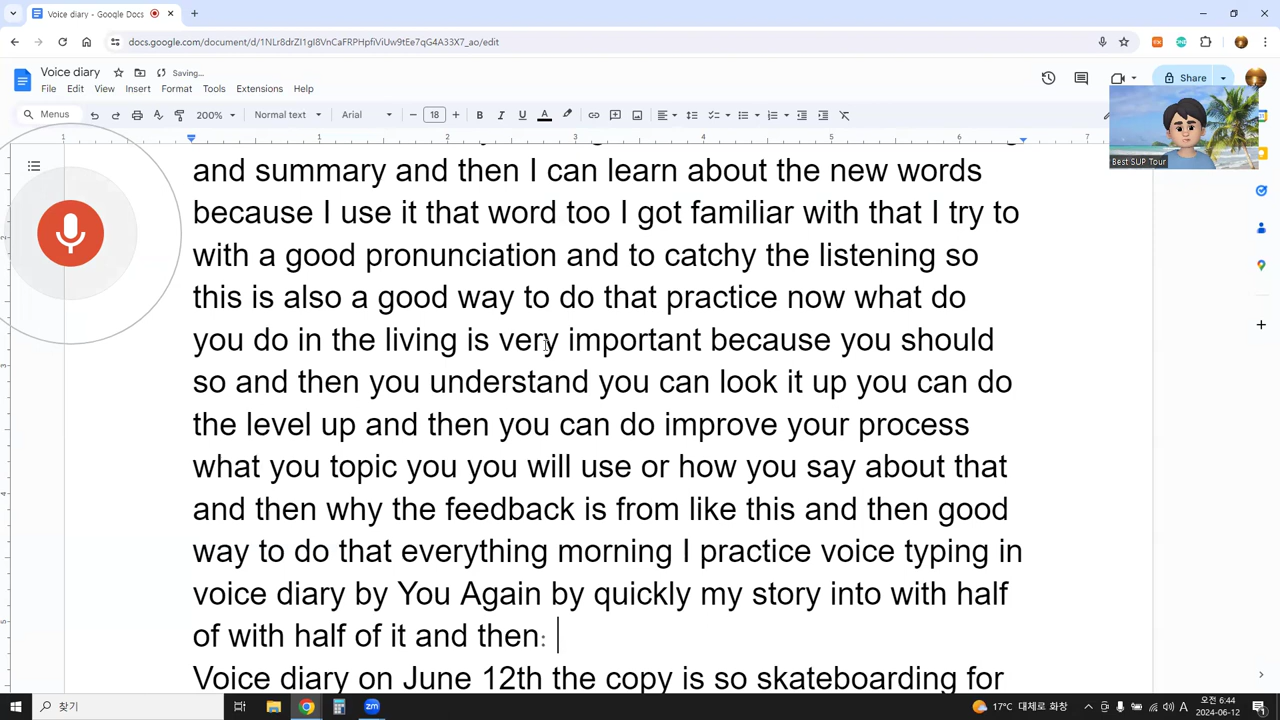 Voice diary - Google Docs
docs.google.com/document/d/1NLr8drZI1gI8VnCaFRPHpfiViUw9tEe7qG4A33X7_ao/edit
Voice diary
Saving...
File Edit View Insert Format Tools Extensions Help
Share
Menus
200%
Normal text
Arial
18
1 1 2 3 4 5 6 7
Best SUP Tour
and summary and then I can learn about the new words
because I use it that word too I got familiar with that I try to
with a good pronunciation and to catchy the listening so
this is also a good way to do that practice now what do
you do in the living is very important because you should
so and then you understand you can look it up you can do
the level up and then you can do improve your process
what you topic you you will use or how you say about that
and then why the feedback is from like this and then good
way to do that everything morning I practice voice typing in
voice diary by You Again by quickly my story into with half
of with half of it and then:
Voice diary on June 12th the copy is so skateboarding for
찾기
17°C 대체로 화창
A
오전 6:44
2024-06-12